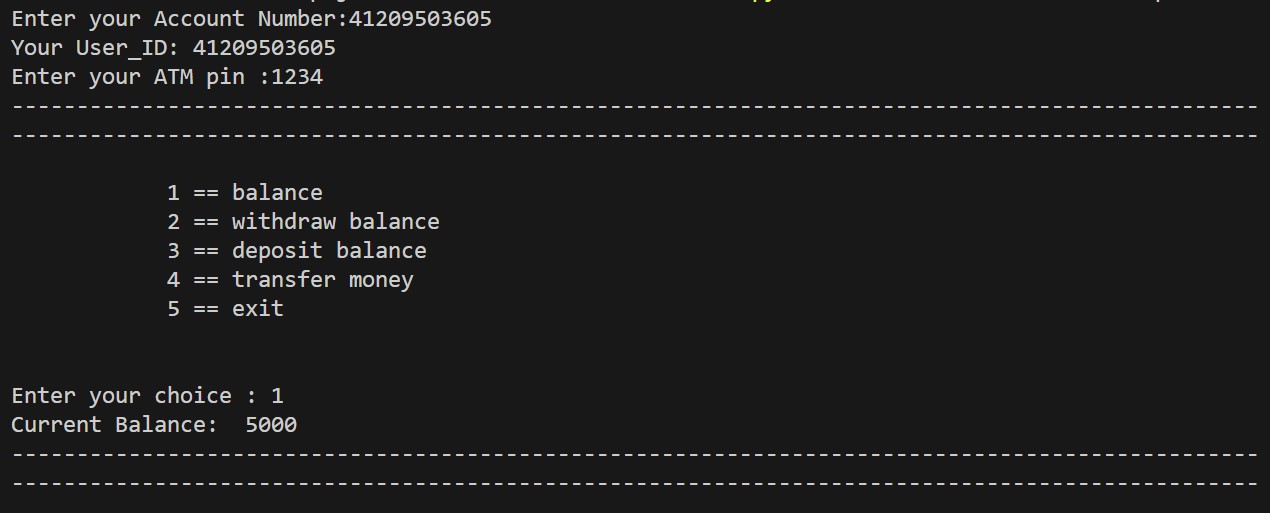 Enter your Account Number:41209503605
Your User_ID: 41209503605
Enter your ATM pin :1234
------------------------------------------------------------------------------------------------
------------------------------------------------------------------------------------------------
1 == balance
2 == withdraw balance
3 == deposit balance
4 == transfer money
5 == exit
Enter your choice : 1
Current Balance:  5000
------------------------------------------------------------------------------------------------
------------------------------------------------------------------------------------------------